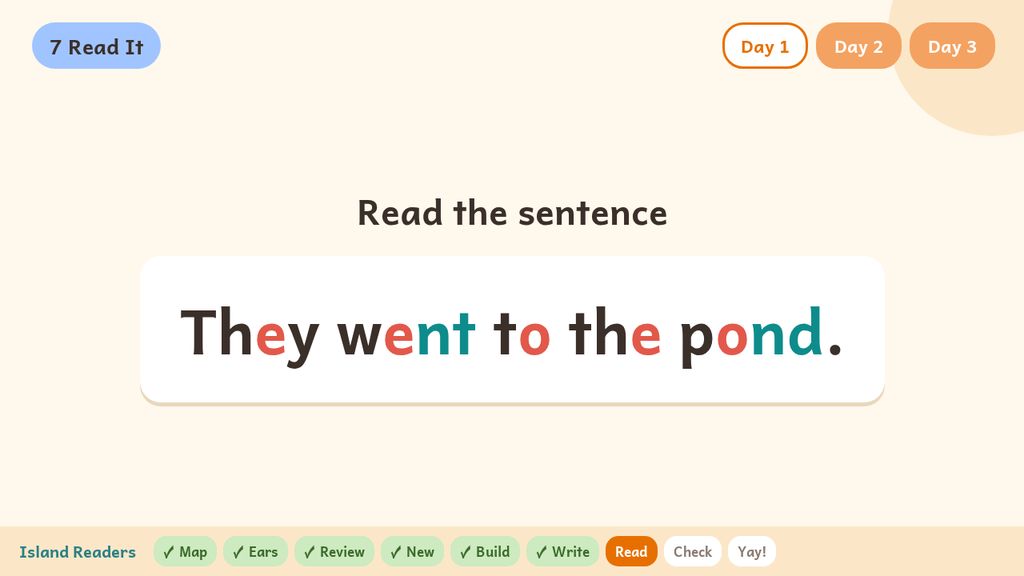 7 Read It
Day 1 Day 2 Day 3
Read the sentence
They went to the pond.
Island Readers ✓ Map ✓ Ears ✓ Review ✓ New ✓ Build ✓ Write Read Check Yay!